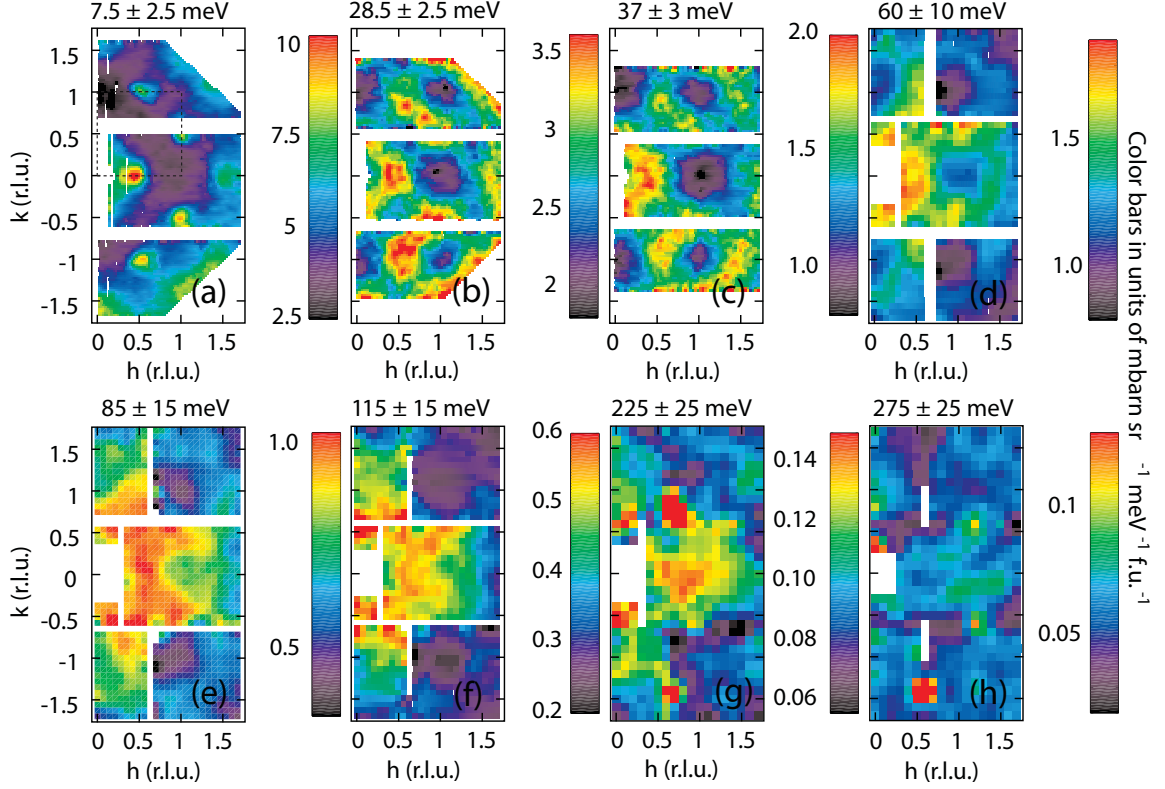 7.5 ± 2.5 meV
28.5 ± 2.5 meV
37 ± 3 meV
60 ± 10 meV
k (r.l.u.)
1.5
1
0.5
0
-0.5
-1
-1.5
(a)
10
7.5
5
2.5
(b)
3.5
3
2.5
2
(c)
2.0
1.5
1.0
(d)
1.5
1.0
0 0.5 1 1.5
h (r.l.u.)
0 0.5 1 1.5
h (r.l.u.)
0 0.5 1 1.5
h (r.l.u.)
0 0.5 1 1.5
h (r.l.u.)
Color bars in units of mbarn sr -1 meV -1 f.u. -1
85 ± 15 meV
115 ± 15 meV
225 ± 25 meV
275 ± 25 meV
k (r.l.u.)
1.5
1
0.5
0
-0.5
-1
-1.5
(e)
1.0
0.5
(f)
0.6
0.5
0.4
0.3
0.2
(g)
0.14
0.12
0.10
0.08
0.06
(h)
0.1
0.05
0 0.5 1 1.5
h (r.l.u.)
0 0.5 1 1.5
h (r.l.u.)
0 0.5 1 1.5
h (r.l.u.)
0 0.5 1 1.5
h (r.l.u.)